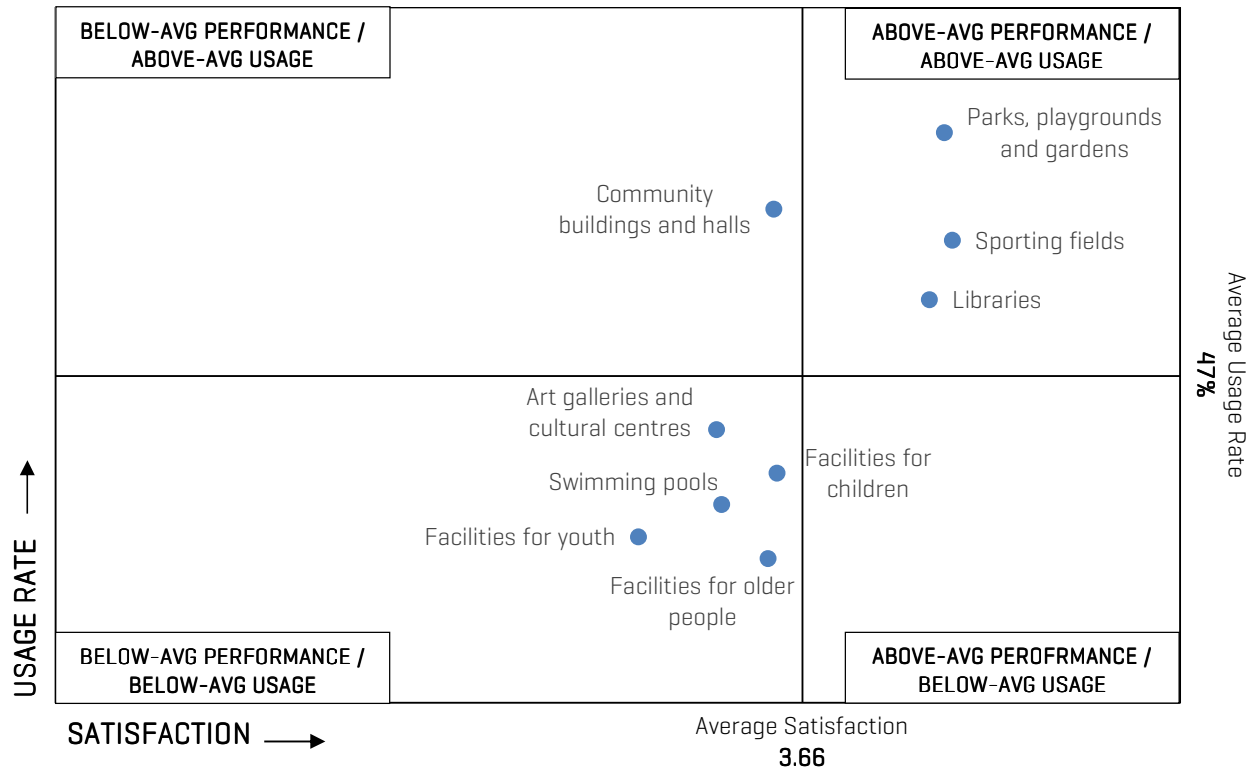 BELOW-AVG PERFORMANCE /
ABOVE-AVG USAGE
ABOVE-AVG PERFORMANCE /
ABOVE-AVG USAGE
Parks, playgrounds
and gardens
Community
buildings and halls
Sporting fields
Libraries
Average Usage Rate
47%
Art galleries and
cultural centres
Facilities for
children
Swimming pools
Facilities for youth
Facilities for older
people
USAGE RATE
BELOW-AVG PERFORMANCE /
BELOW-AVG USAGE
ABOVE-AVG PEROFRMANCE /
BELOW-AVG USAGE
SATISFACTION
Average Satisfaction
3.66